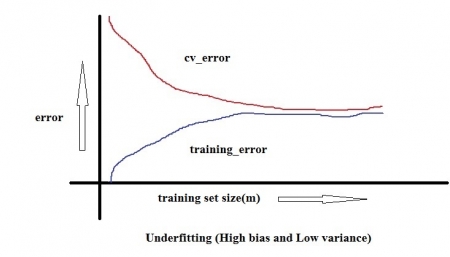 cv_error
error
training_error
training set size(m)
Underfitting (High bias and Low variance)